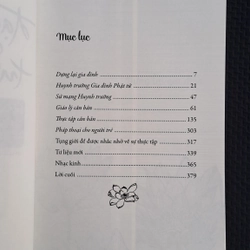 Mục lục
Dựng lại gia đình 7
Huynh trưởng Gia đình Phật tử 21
Sứ mạng Huynh trưởng 47
Giáo lý căn bản 61
Thực tập căn bản 135
Pháp thoại cho người trẻ 303
Tụng giới để được nhắc nhở về sự thực tập 317
Tư liệu mới 339
Nhạc kinh 365
Lời cuối 379